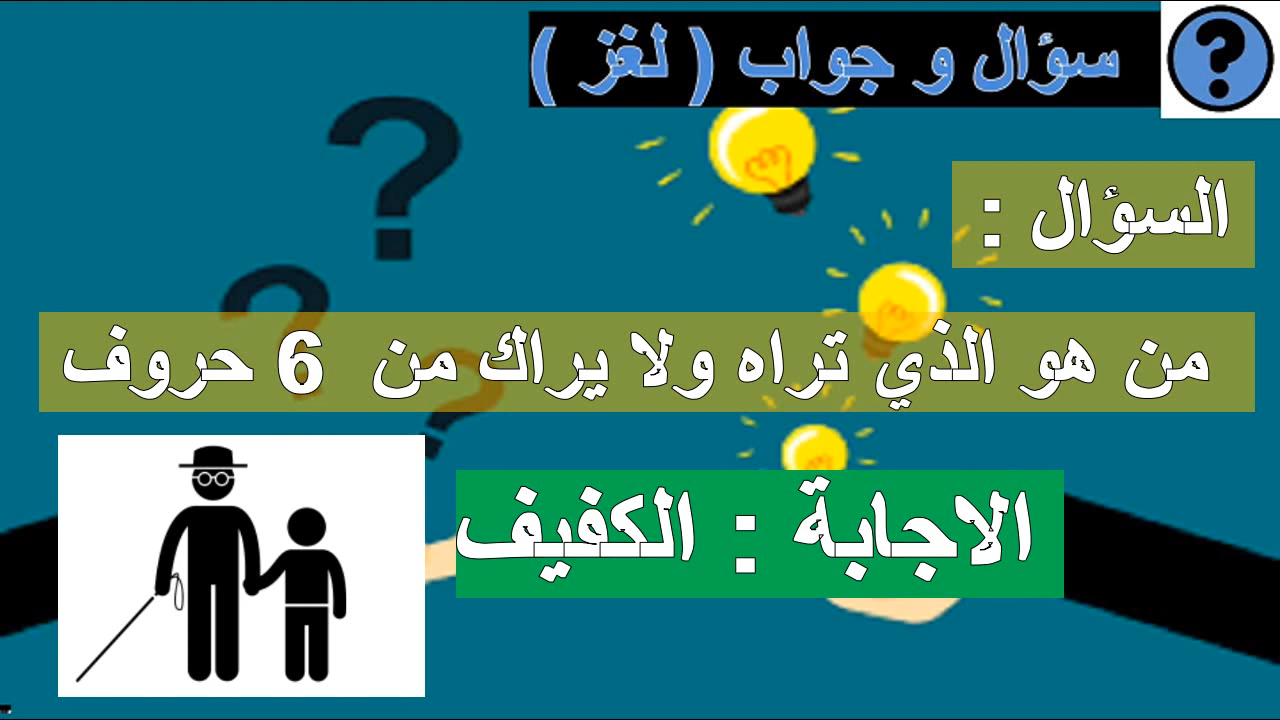 سؤال و جواب ( لغز )
السؤال :
من هو الذي تراه ولا يراك من 6 حروف
الاجابة : الكفيف